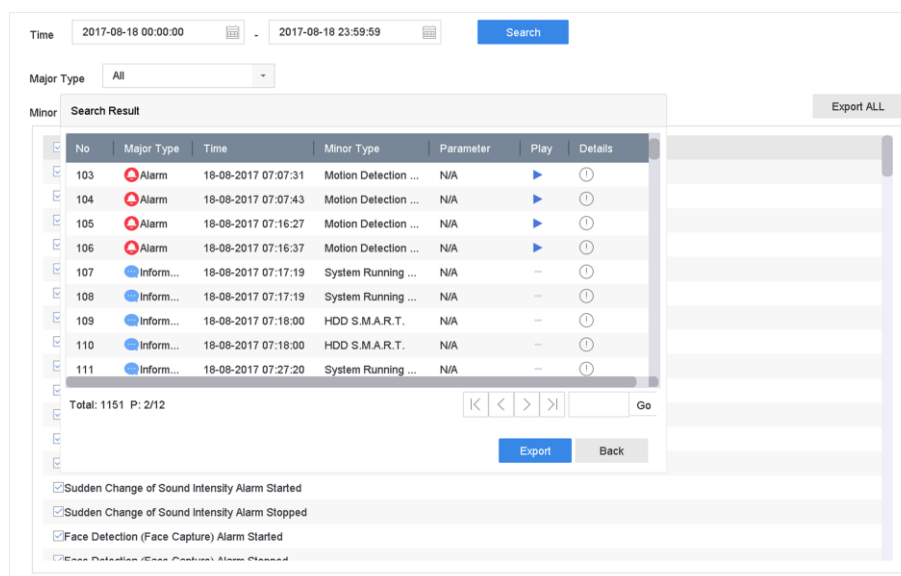 Time 2017-08-18 00:00:00 - 2017-08-18 23:59:59 Search
Major Type All
Minor Export ALL
Search Result
No Major Type Time Minor Type Parameter Play Details
103 Alarm 18-08-2017 07:07:31 Motion Detection ... N/A
104 Alarm 18-08-2017 07:07:43 Motion Detection ... N/A
105 Alarm 18-08-2017 07:16:27 Motion Detection ... N/A
106 Alarm 18-08-2017 07:16:37 Motion Detection ... N/A
107 Inform... 18-08-2017 07:17:19 System Running ... N/A —
108 Inform... 18-08-2017 07:17:19 System Running ... N/A —
109 Inform... 18-08-2017 07:18:00 HDD S.M.A.R.T. N/A —
110 Inform... 18-08-2017 07:18:00 HDD S.M.A.R.T. N/A —
111 Inform... 18-08-2017 07:27:20 System Running ... N/A —
Total: 1151 P: 2/12 Go
Export Back
Sudden Change of Sound Intensity Alarm Started
Sudden Change of Sound Intensity Alarm Stopped
Face Detection (Face Capture) Alarm Started
Face Detection (Face Capture) Alarm Stopped